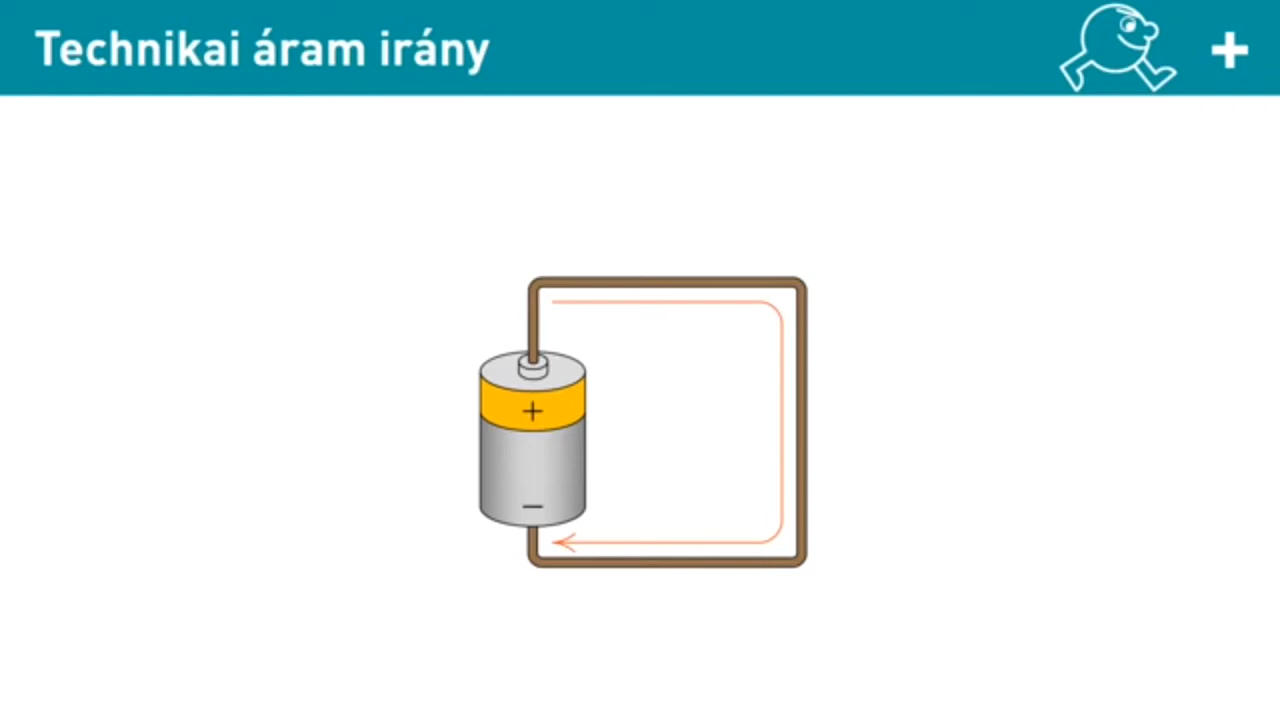 Technikai áram irány
+
+
−